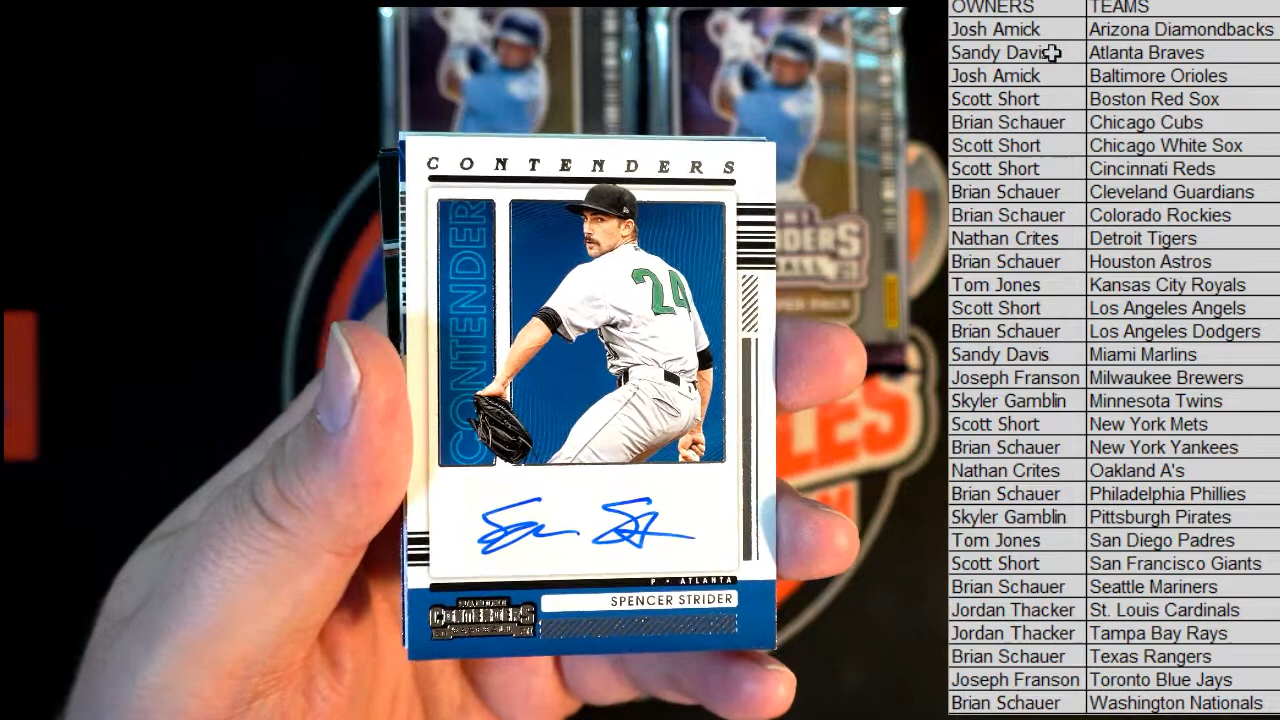 OWNERS TEAMS
Josh Amick Arizona Diamondbacks
Sandy Davis Atlanta Braves
Josh Amick Baltimore Orioles
Scott Short Boston Red Sox
Brian Schauer Chicago Cubs
Scott Short Chicago White Sox
Scott Short Cincinnati Reds
Brian Schauer Cleveland Guardians
Brian Schauer Colorado Rockies
Nathan Crites Detroit Tigers
Brian Schauer Houston Astros
Tom Jones Kansas City Royals
Scott Short Los Angeles Angels
Brian Schauer Los Angeles Dodgers
Sandy Davis Miami Marlins
Joseph Franson Milwaukee Brewers
Skyler Gamblin Minnesota Twins
Scott Short New York Mets
Brian Schauer New York Yankees
Nathan Crites Oakland A's
Brian Schauer Philadelphia Phillies
Skyler Gamblin Pittsburgh Pirates
Tom Jones San Diego Padres
Scott Short San Francisco Giants
Brian Schauer Seattle Mariners
Jordan Thacker St. Louis Cardinals
Jordan Thacker Tampa Bay Rays
Brian Schauer Texas Rangers
Joseph Franson Toronto Blue Jays
Brian Schauer Washington Nationals
CONTENDERS
CONTENDER
24
P • ATLANTA
SPENCER STRIDER
CONTENDERS